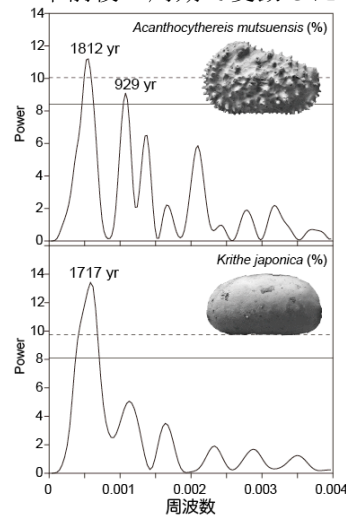 14
Acanthocythereis mutsuensis (%)
1812 yr
12
10
929 yr
8
Power
6
4
2
0
Krithe japonica (%)
14
1717 yr
12
10
8
Power
6
4
2
0
0 0.001 0.002 0.003 0.004
周波数